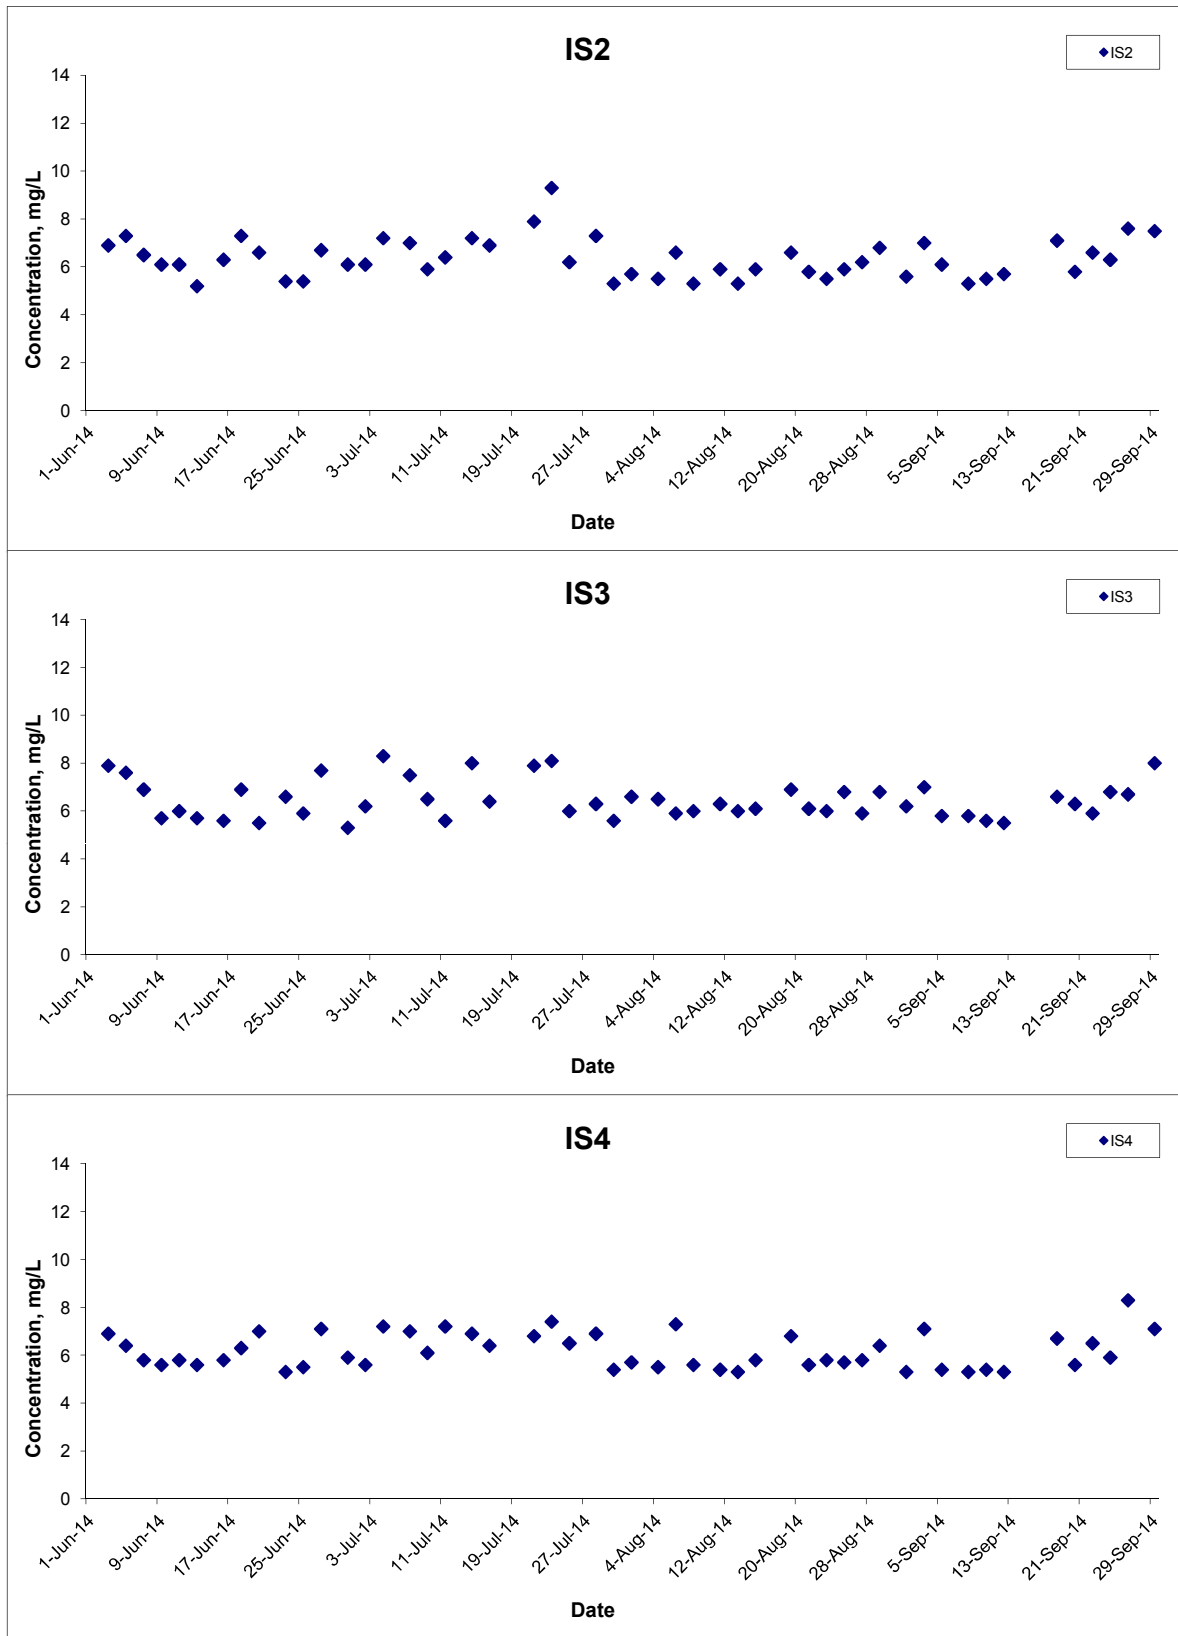 IS2
IS2
Concentration, mg/L
14
12
10
8
6
4
2
0
1-Jun-14
9-Jun-14
17-Jun-14
25-Jun-14
3-Jul-14
11-Jul-14
19-Jul-14
27-Jul-14
4-Aug-14
12-Aug-14
20-Aug-14
28-Aug-14
5-Sep-14
13-Sep-14
21-Sep-14
29-Sep-14
Date
IS3
IS3
Concentration, mg/L
14
12
10
8
6
4
2
0
1-Jun-14
9-Jun-14
17-Jun-14
25-Jun-14
3-Jul-14
11-Jul-14
19-Jul-14
27-Jul-14
4-Aug-14
12-Aug-14
20-Aug-14
28-Aug-14
5-Sep-14
13-Sep-14
21-Sep-14
29-Sep-14
Date
IS4
IS4
Concentration, mg/L
14
12
10
8
6
4
2
0
1-Jun-14
9-Jun-14
17-Jun-14
25-Jun-14
3-Jul-14
11-Jul-14
19-Jul-14
27-Jul-14
4-Aug-14
12-Aug-14
20-Aug-14
28-Aug-14
5-Sep-14
13-Sep-14
21-Sep-14
29-Sep-14
Date